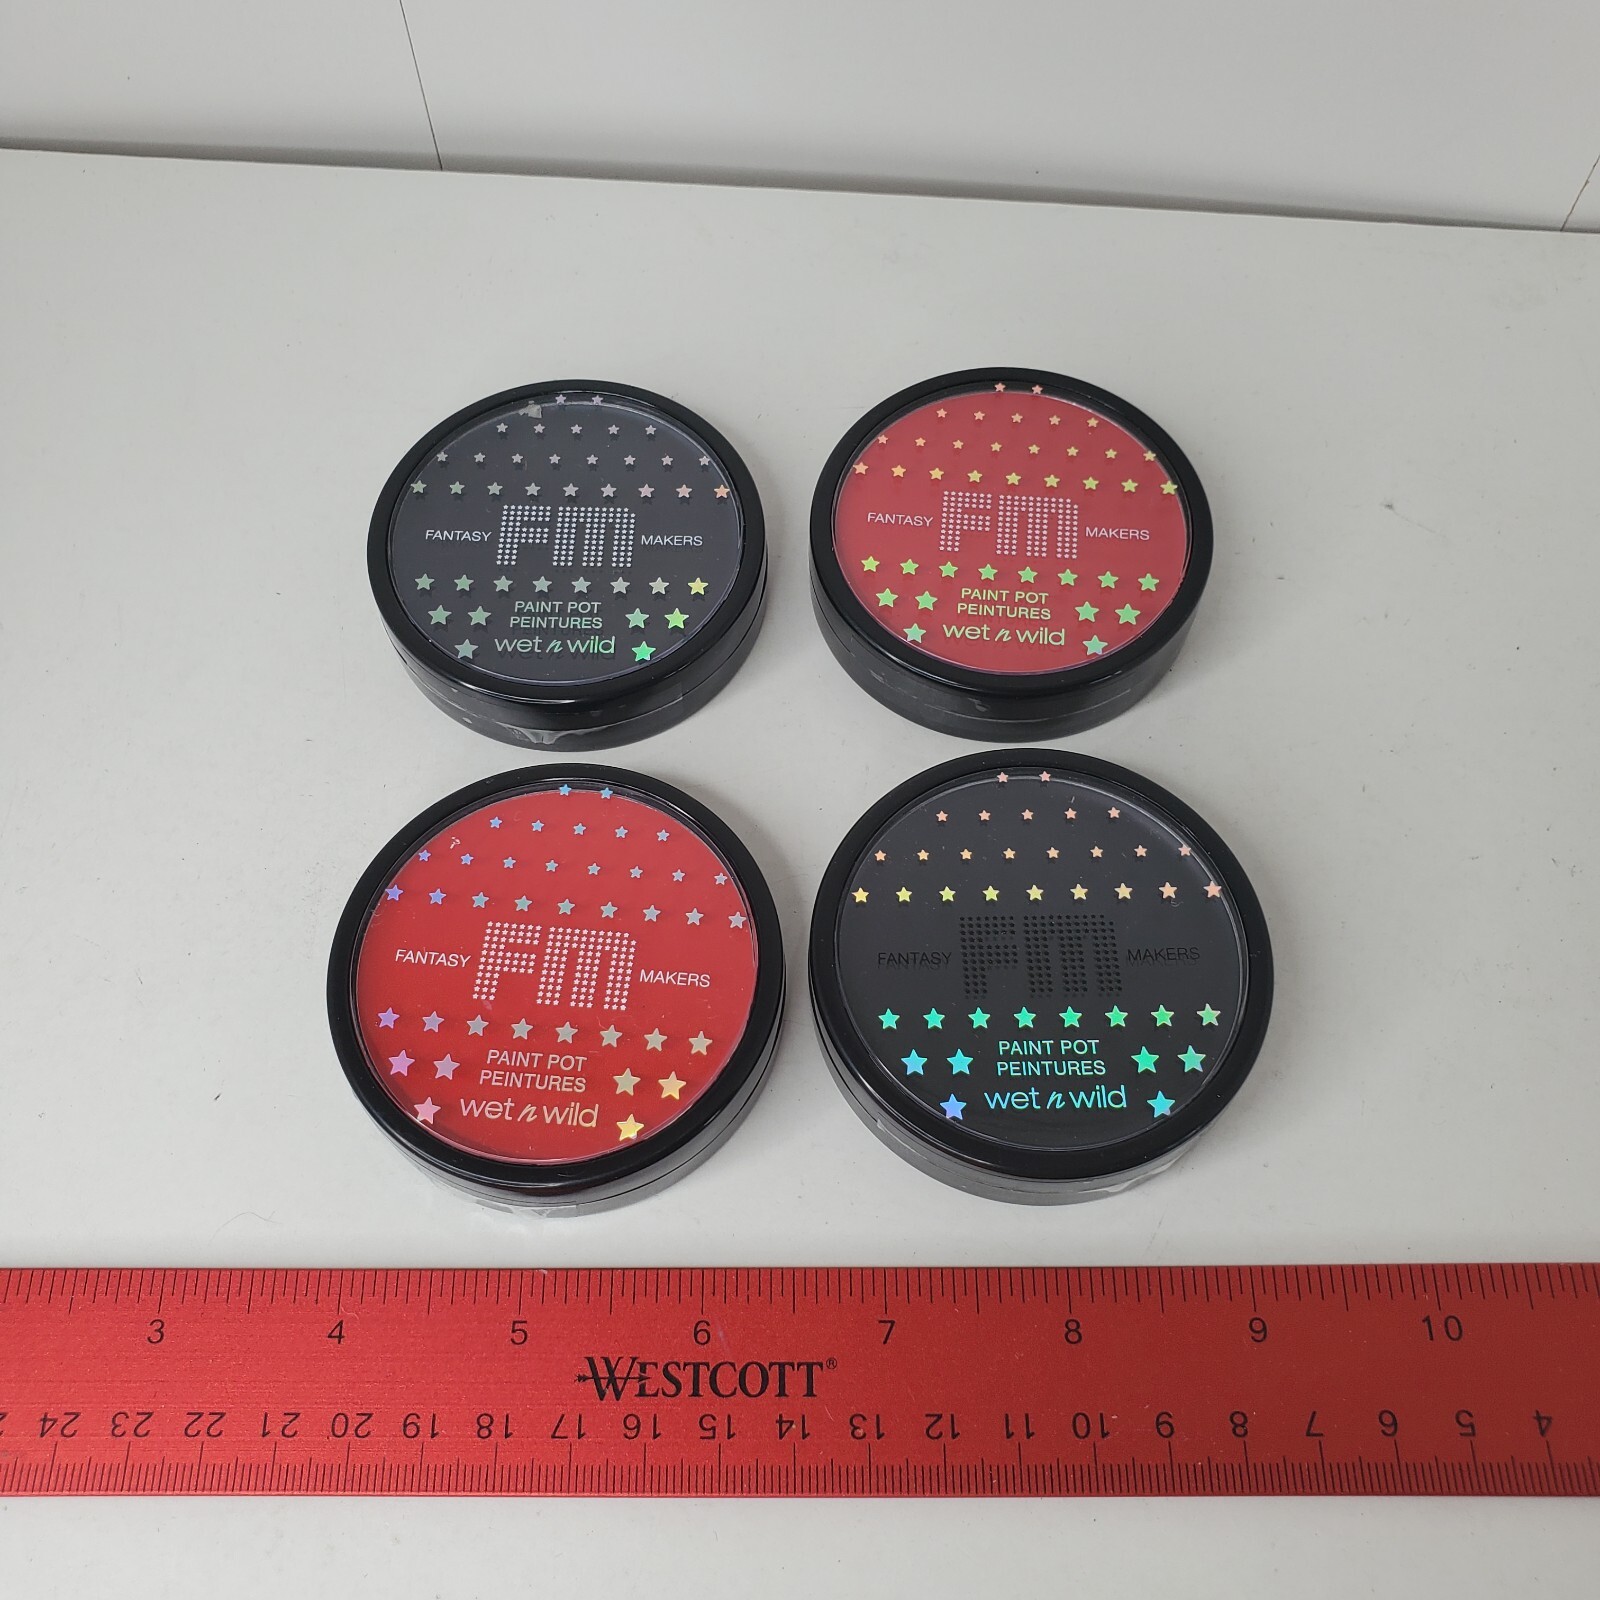 FANTASY FM MAKERS
PAINT POT
PEINTURES
wet n wild
FANTASY FM MAKERS
PAINT POT
PEINTURES
wet n wild
FANTASY FM MAKERS
PAINT POT
PEINTURES
wet n wild
FANTASY FM MAKERS
PAINT POT
PEINTURES
wet n wild
3 4 5 6 7 8 9 10
WESTCOTT®
24 23 22 21 20 19 18 17 16 15 14 13 12 11 10 9 8 7 6 5 4